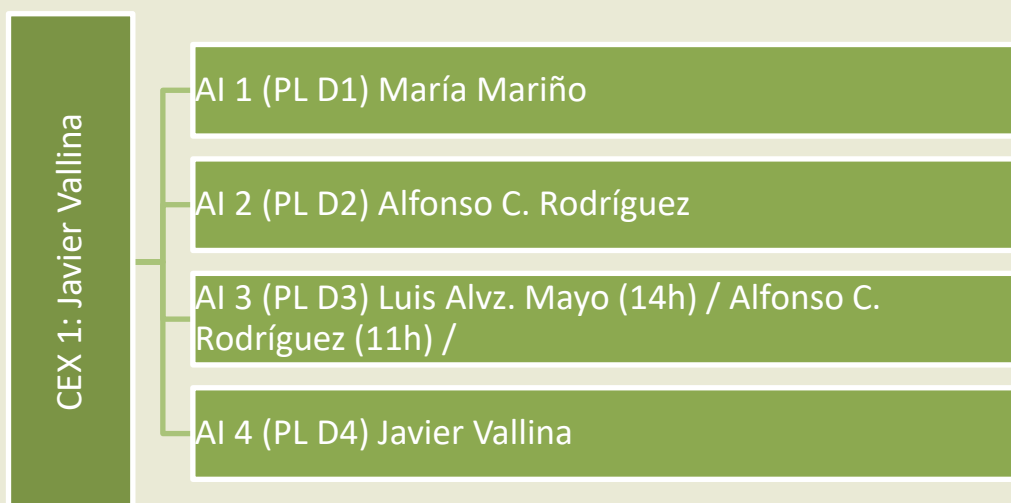 CEX 1: Javier Vallina
AI 1 (PL D1) María Mariño
AI 2 (PL D2) Alfonso C. Rodríguez
AI 3 (PL D3) Luis Alvz. Mayo (14h) / Alfonso C.
Rodríguez (11h) /
AI 4 (PL D4) Javier Vallina